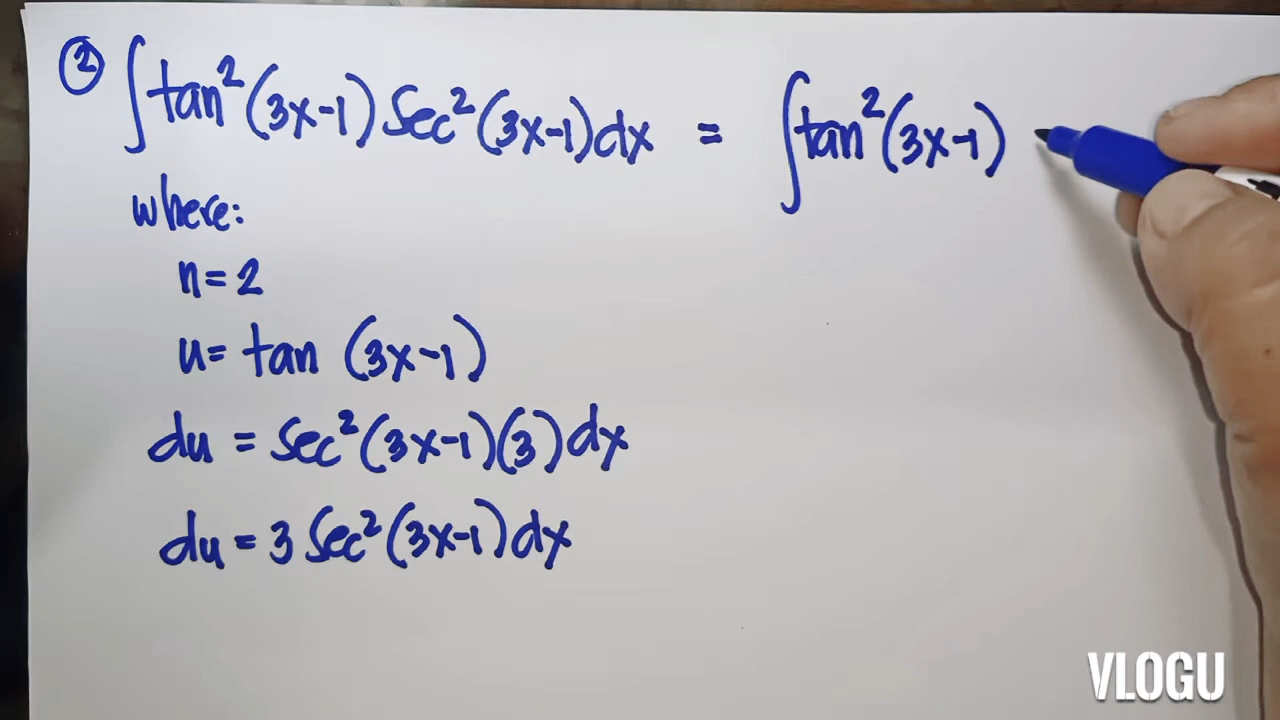 ② ∫tan²(3x-1) Sec²(3x-1)dx = ∫tan²(3x-1)
where:
n=2
u= tan (3x-1)
du = sec²(3x-1)(3)dx
du = 3 Sec²(3x-1)dx
VLOGU